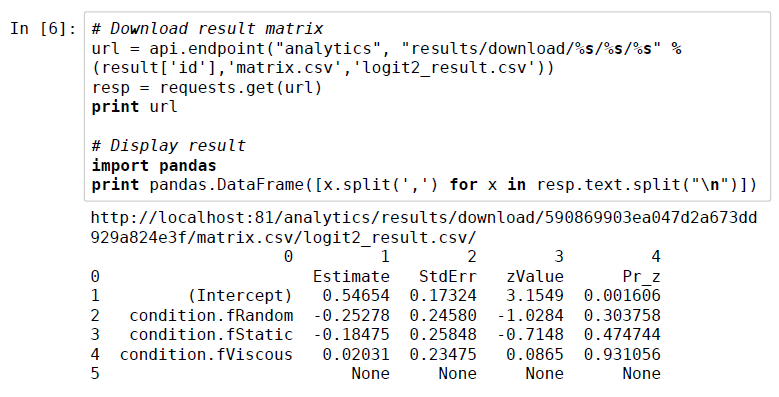 In [6]: # Download result matrix
url = api.endpoint("analytics", "results/download/%s/%s/%s" %
(result['id'],'matrix.csv','logit2_result.csv'))
resp = requests.get(url)
print url
# Display result
import pandas
print pandas.DataFrame([x.split(',') for x in resp.text.split("\n")])
http://localhost:81/analytics/results/download/590869903ea047d2a673dd
929a824e3f/matrix.csv/logit2_result.csv/
0 1 2 3 4
0 Estimate StdErr zValue Pr_z
1 (Intercept) 0.54654 0.17324 3.1549 0.001606
2 condition.fRandom -0.25278 0.24580 -1.0284 0.303758
3 condition.fStatic -0.18475 0.25848 -0.7148 0.474744
4 condition.fViscous 0.02031 0.23475 0.0865 0.931056
5 None None None None